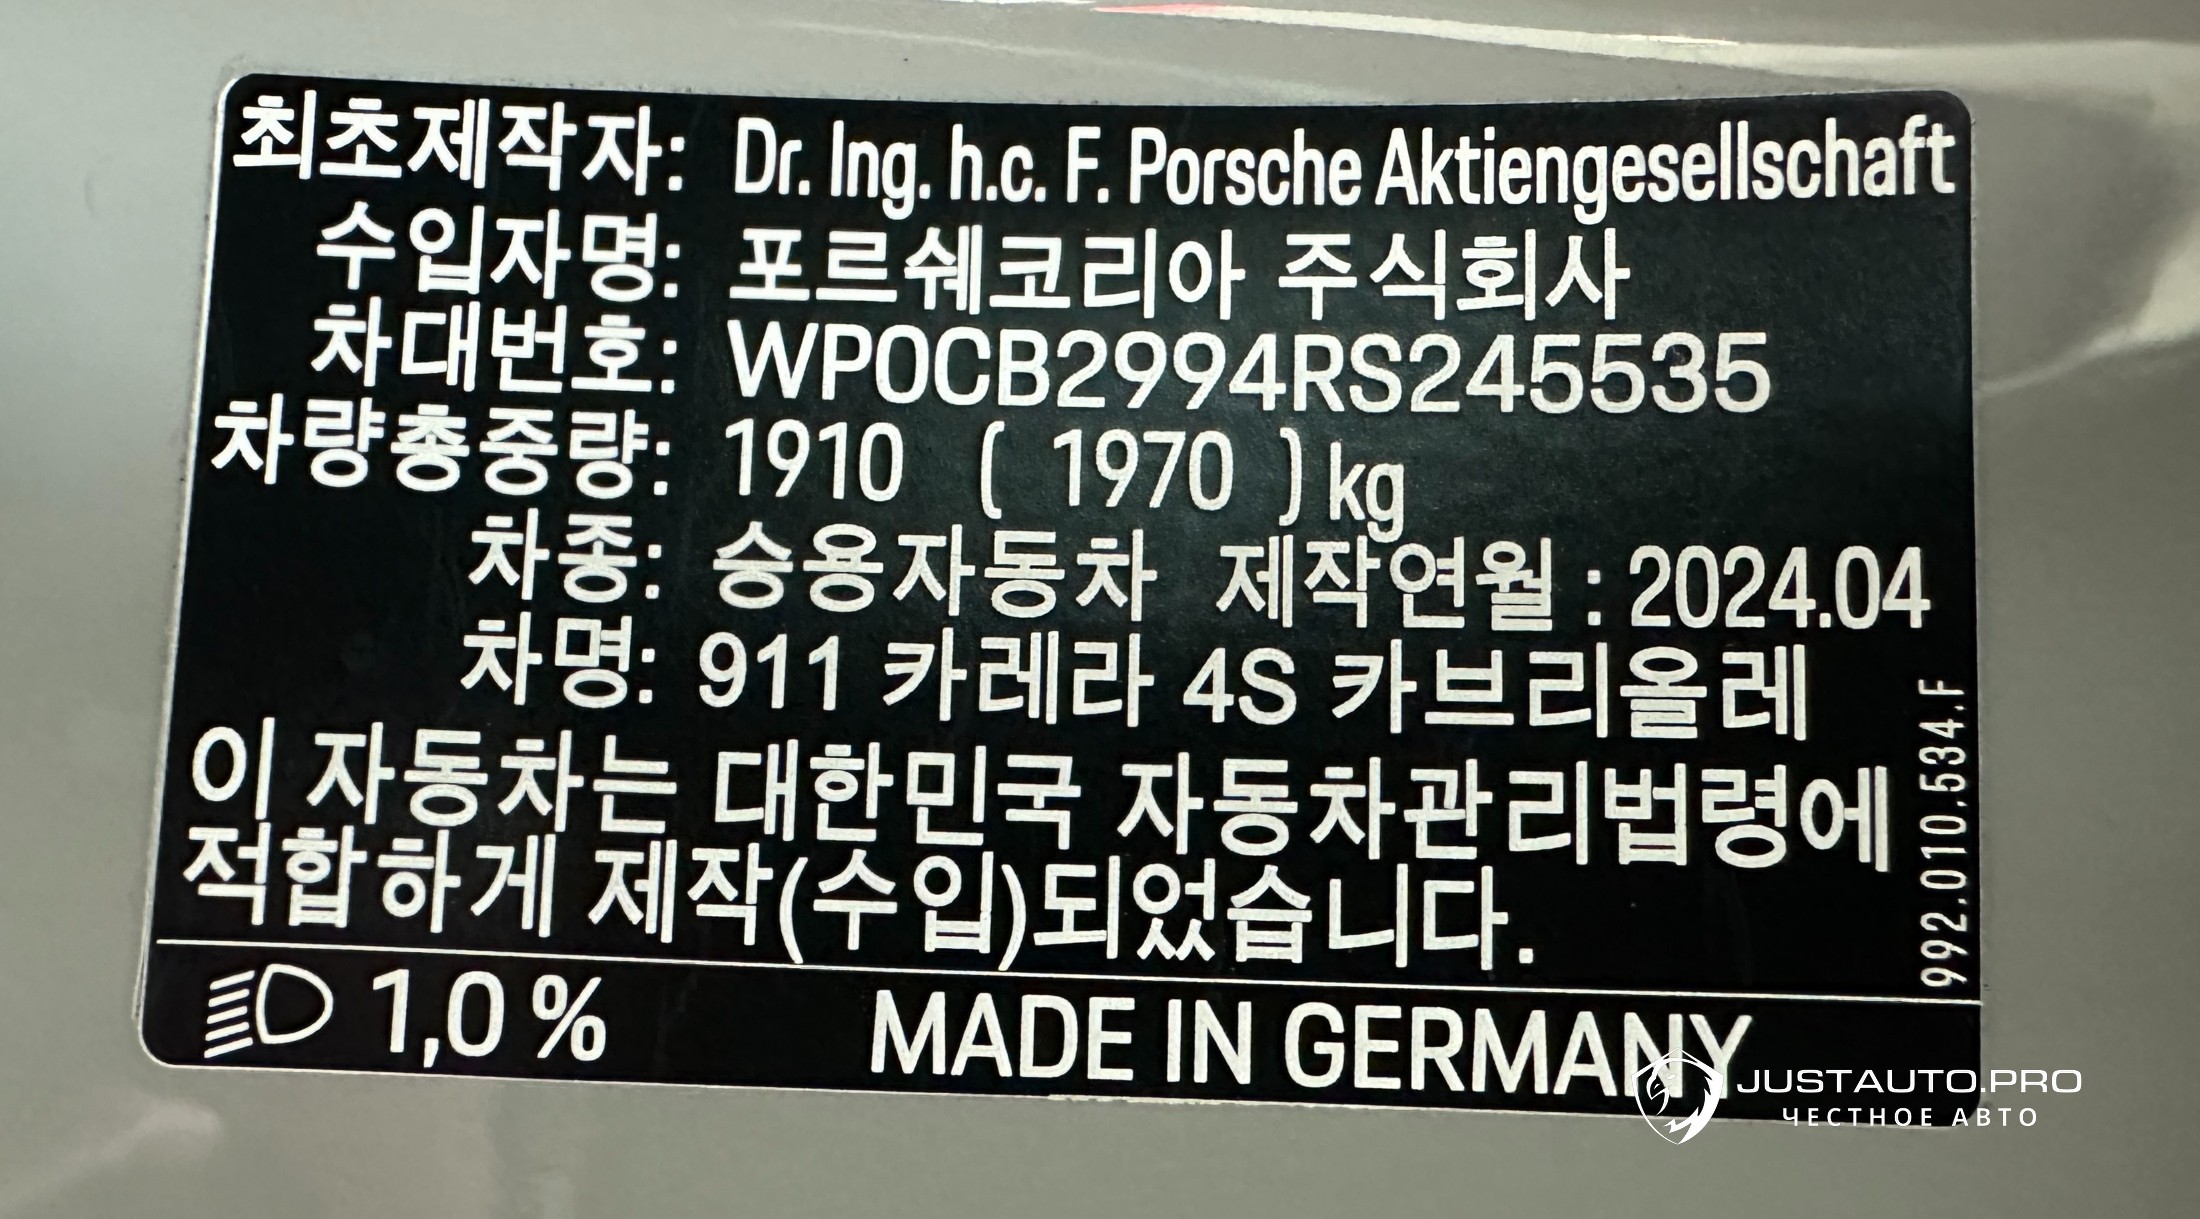 최초제작자: Dr. Ing. h.c. F. Porsche Aktiengesellschaft
수입자명: 포르쉐코리아 주식회사
차대번호: WP0CB2994RS245535
차량총중량: 1910 ( 1970 ) kg
차종: 승용자동차 제작연월 : 2024.04
차명: 911 카레라 4S 카브리올레
이 자동차는 대한민국 자동차관리법령에
적합하게 제작(수입)되었습니다.
992.010.534.F
1,0 % MADE IN GERMANY
JUSTAUTO.PRO
ЧЕСТНОЕ АВТО